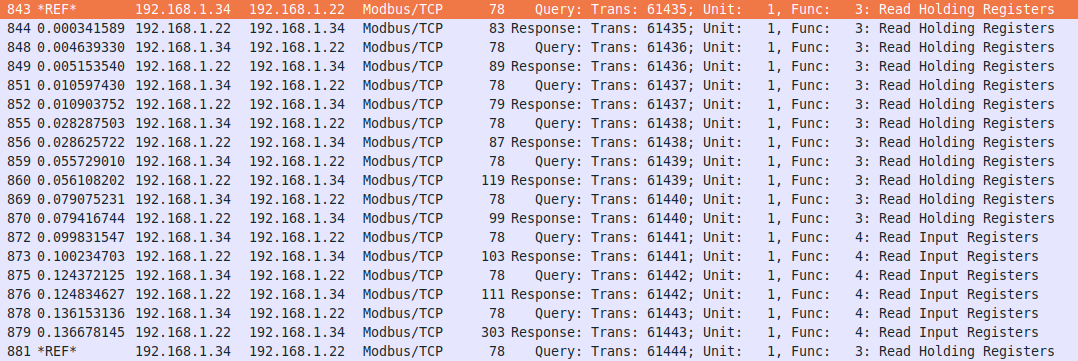 843 *REF* 192.168.1.34 192.168.1.22 Modbus/TCP 78 Query: Trans: 61435; Unit: 1, Func: 3: Read Holding Registers
844 0.000341589 192.168.1.22 192.168.1.34 Modbus/TCP 83 Response: Trans: 61435; Unit: 1, Func: 3: Read Holding Registers
848 0.004639330 192.168.1.34 192.168.1.22 Modbus/TCP 78 Query: Trans: 61436; Unit: 1, Func: 3: Read Holding Registers
849 0.005153540 192.168.1.22 192.168.1.34 Modbus/TCP 89 Response: Trans: 61436; Unit: 1, Func: 3: Read Holding Registers
851 0.010597430 192.168.1.34 192.168.1.22 Modbus/TCP 78 Query: Trans: 61437; Unit: 1, Func: 3: Read Holding Registers
852 0.010903752 192.168.1.22 192.168.1.34 Modbus/TCP 79 Response: Trans: 61437; Unit: 1, Func: 3: Read Holding Registers
855 0.028287503 192.168.1.34 192.168.1.22 Modbus/TCP 78 Query: Trans: 61438; Unit: 1, Func: 3: Read Holding Registers
856 0.028625722 192.168.1.22 192.168.1.34 Modbus/TCP 87 Response: Trans: 61438; Unit: 1, Func: 3: Read Holding Registers
859 0.055729010 192.168.1.34 192.168.1.22 Modbus/TCP 78 Query: Trans: 61439; Unit: 1, Func: 3: Read Holding Registers
860 0.056108202 192.168.1.22 192.168.1.34 Modbus/TCP 119 Response: Trans: 61439; Unit: 1, Func: 3: Read Holding Registers
869 0.079075231 192.168.1.34 192.168.1.22 Modbus/TCP 78 Query: Trans: 61440; Unit: 1, Func: 3: Read Holding Registers
870 0.079416744 192.168.1.22 192.168.1.34 Modbus/TCP 99 Response: Trans: 61440; Unit: 1, Func: 3: Read Holding Registers
872 0.099831547 192.168.1.34 192.168.1.22 Modbus/TCP 78 Query: Trans: 61441; Unit: 1, Func: 4: Read Input Registers
873 0.100234703 192.168.1.22 192.168.1.34 Modbus/TCP 103 Response: Trans: 61441; Unit: 1, Func: 4: Read Input Registers
875 0.124372125 192.168.1.34 192.168.1.22 Modbus/TCP 78 Query: Trans: 61442; Unit: 1, Func: 4: Read Input Registers
876 0.124834627 192.168.1.22 192.168.1.34 Modbus/TCP 111 Response: Trans: 61442; Unit: 1, Func: 4: Read Input Registers
878 0.136153136 192.168.1.34 192.168.1.22 Modbus/TCP 78 Query: Trans: 61443; Unit: 1, Func: 4: Read Input Registers
879 0.136678145 192.168.1.22 192.168.1.34 Modbus/TCP 303 Response: Trans: 61443; Unit: 1, Func: 4: Read Input Registers
881 *REF* 192.168.1.34 192.168.1.22 Modbus/TCP 78 Query: Trans: 61444; Unit: 1, Func: 3: Read Holding Registers